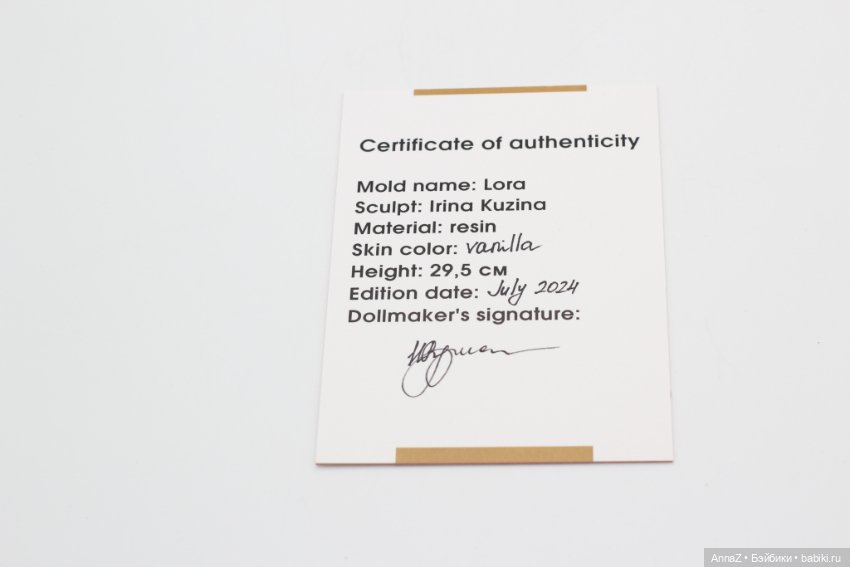 Certificate of authenticity
Mold name: Lora
Sculpt: Irina Kuzina
Material: resin
Skin color: vanilla
Height: 29,5 см
Edition date: July 2024
Dollmaker's signature:
AnnaZ • Бэйбики • babiki.ru